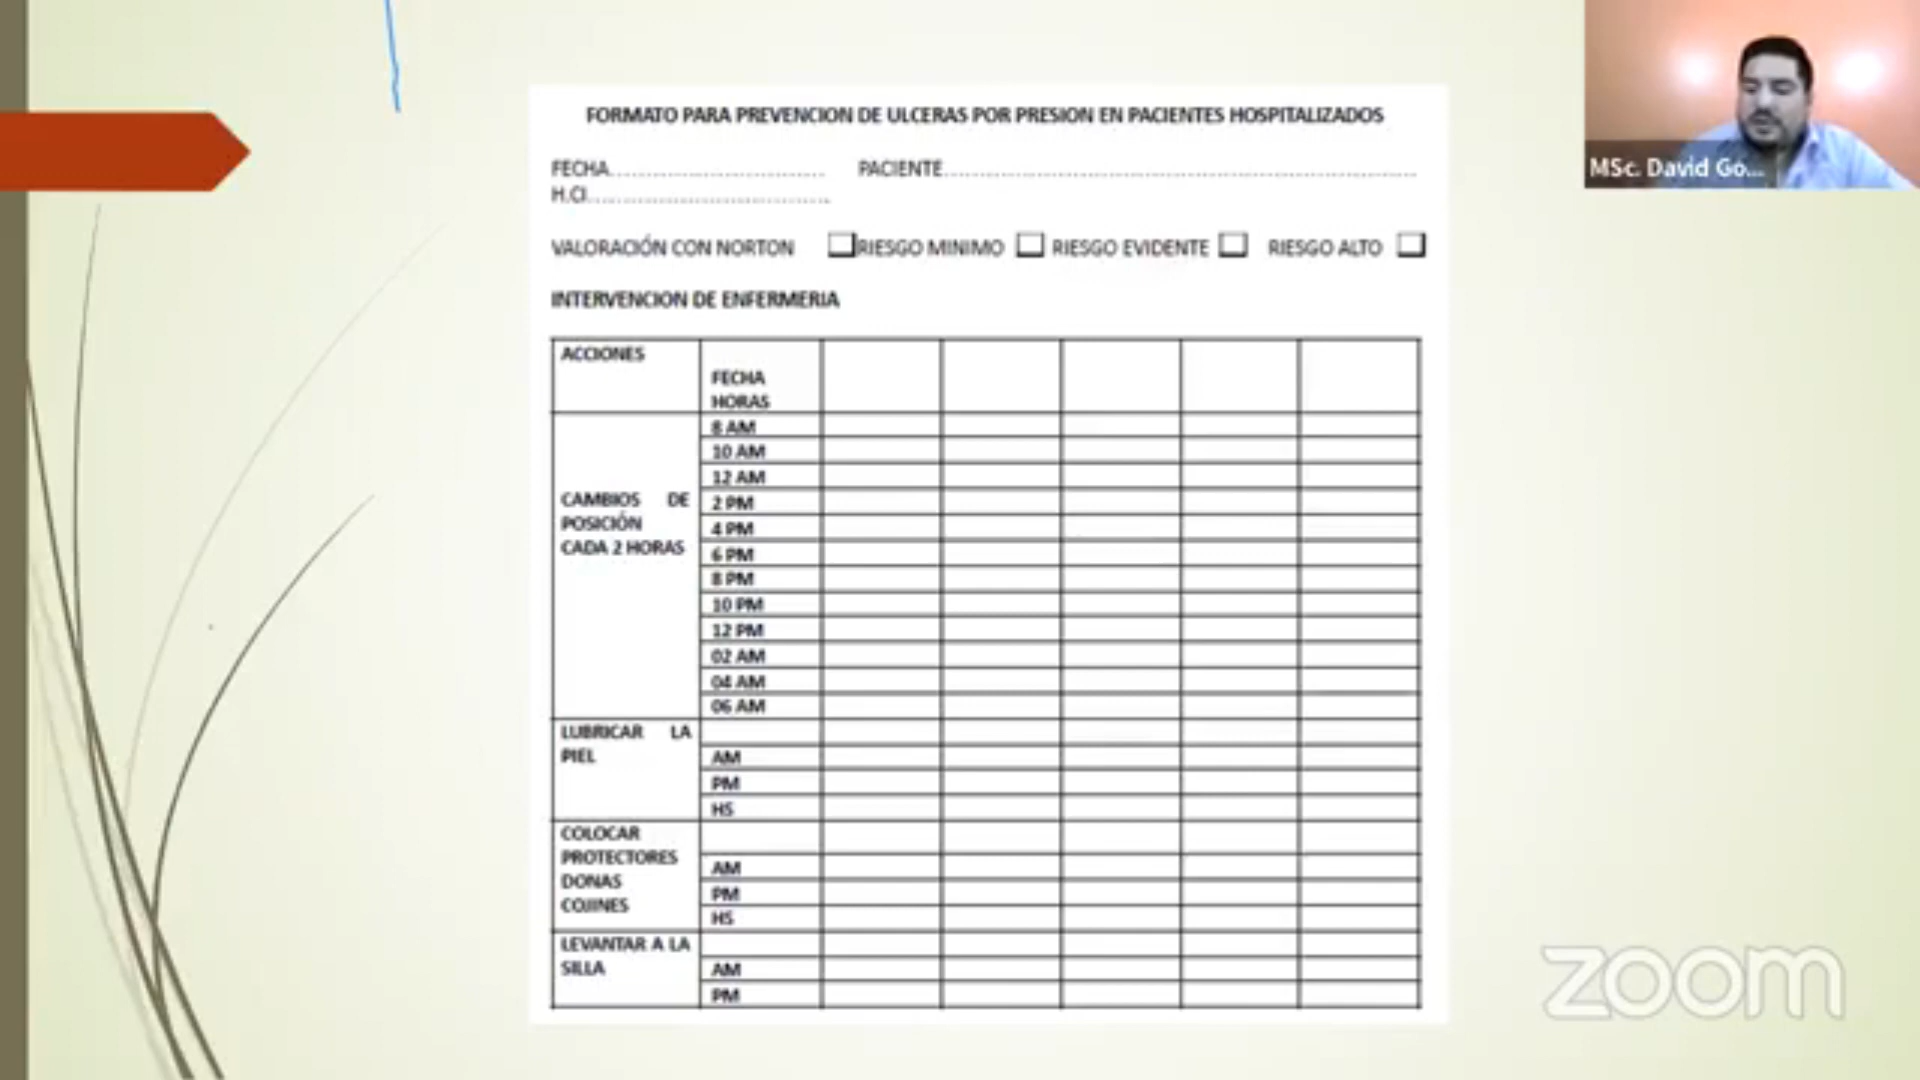 FORMATO PARA PREVENCION DE ULCERAS POR PRESION EN PACIENTES HOSPITALIZADOS
FECHA.............................. PACIENTE.................................................................
H.Cl.................................
VALORACIÓN CON NORTON RIESGO MINIMO RIESGO EVIDENTE RIESGO ALTO
INTERVENCION DE ENFERMERIA
ACCIONES
FECHA
HORAS
CAMBIOS DE
POSICIÓN
CADA 2 HORAS
8 AM
10 AM
12 AM
2 PM
4 PM
6 PM
8 PM
10 PM
12 PM
02 AM
04 AM
06 AM
LUBRICAR LA
PIEL
AM
PM
HS
COLOCAR
PROTECTORES
DONAS
COJINES
AM
PM
HS
LEVANTAR A LA
SILLA
AM
PM
MSc. David Go...
zoom